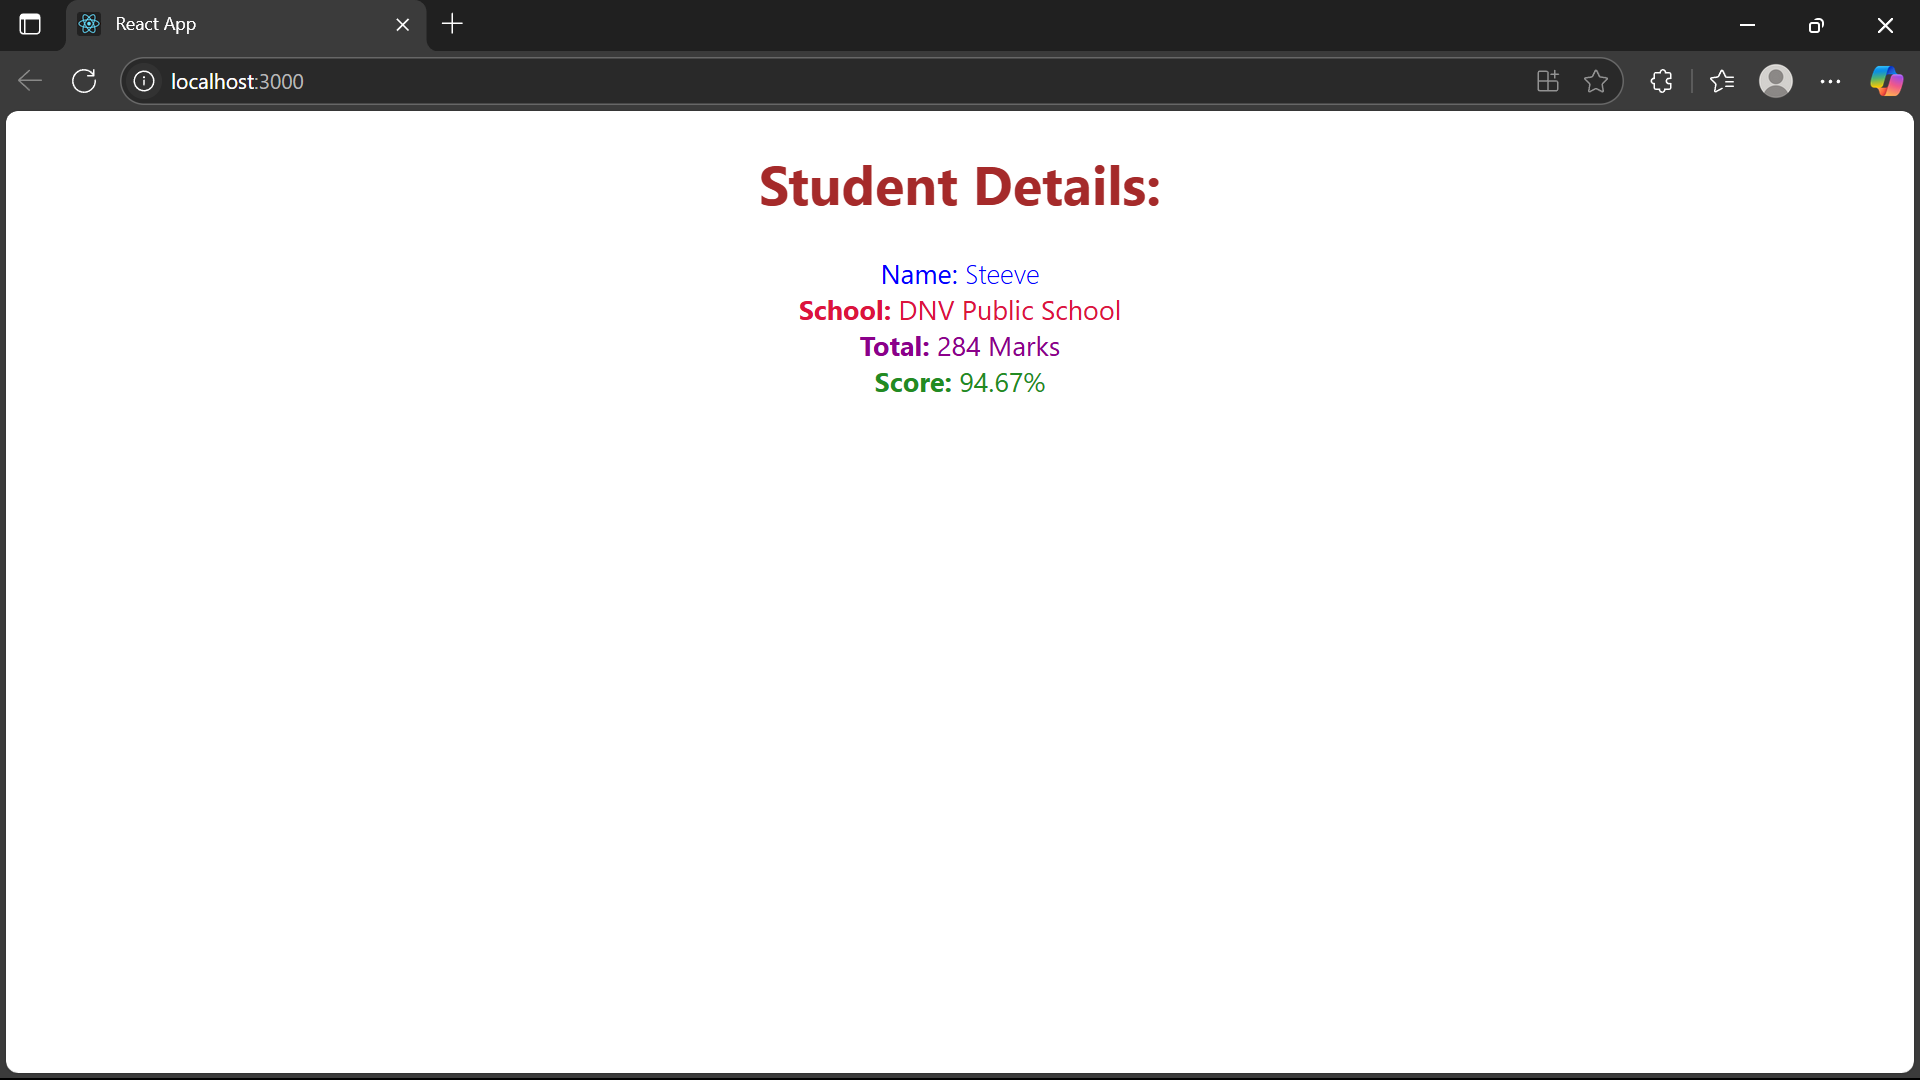 React App
localhost:3000
Student Details:
Name: Steeve
School: DNV Public School
Total: 284 Marks
Score: 94.67%